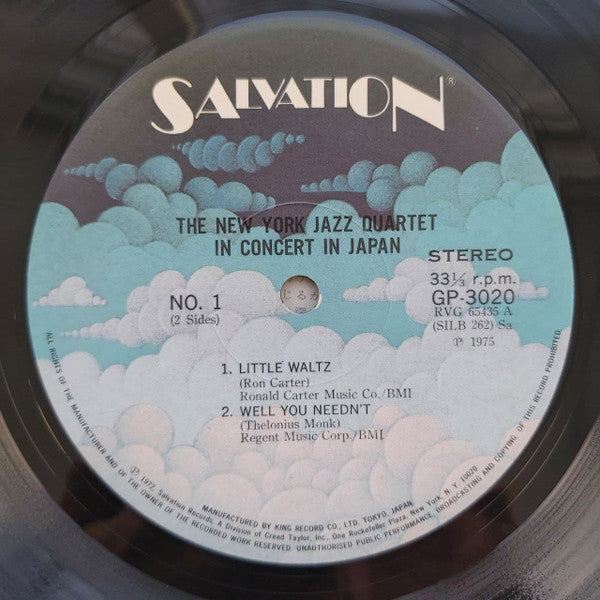 SALVATION®
THE NEW YORK JAZZ QUARTET
IN CONCERT IN JAPAN
STEREO
33⅓ r.p.m.
GP-3020
RVG 65435 A
(SILB 262) Sa
℗ 1975
NO. 1
(2 Sides)
1. LITTLE WALTZ
(Ron Carter)
Ronald Carter Music Co./BMI
2. WELL YOU NEEDN'T
(Thelonius Monk)
Regent Music Corp./BMI
ALL RIGHTS OF THE MANUFACTURER AND OF THE OWNER OF THE RECORDED WORK RESERVED. UNAUTHORISED PUBLIC PERFORMANCE, BROADCASTING AND COPYING OF THIS RECORD PROHIBITED
℗ 1972 Salvation Records, A Division of Creed Taylor, Inc. One Rockefeller Plaza, New York, N. Y. 10020
MANUFACTURED BY KING RECORD CO., LTD. TOKYO, JAPAN.